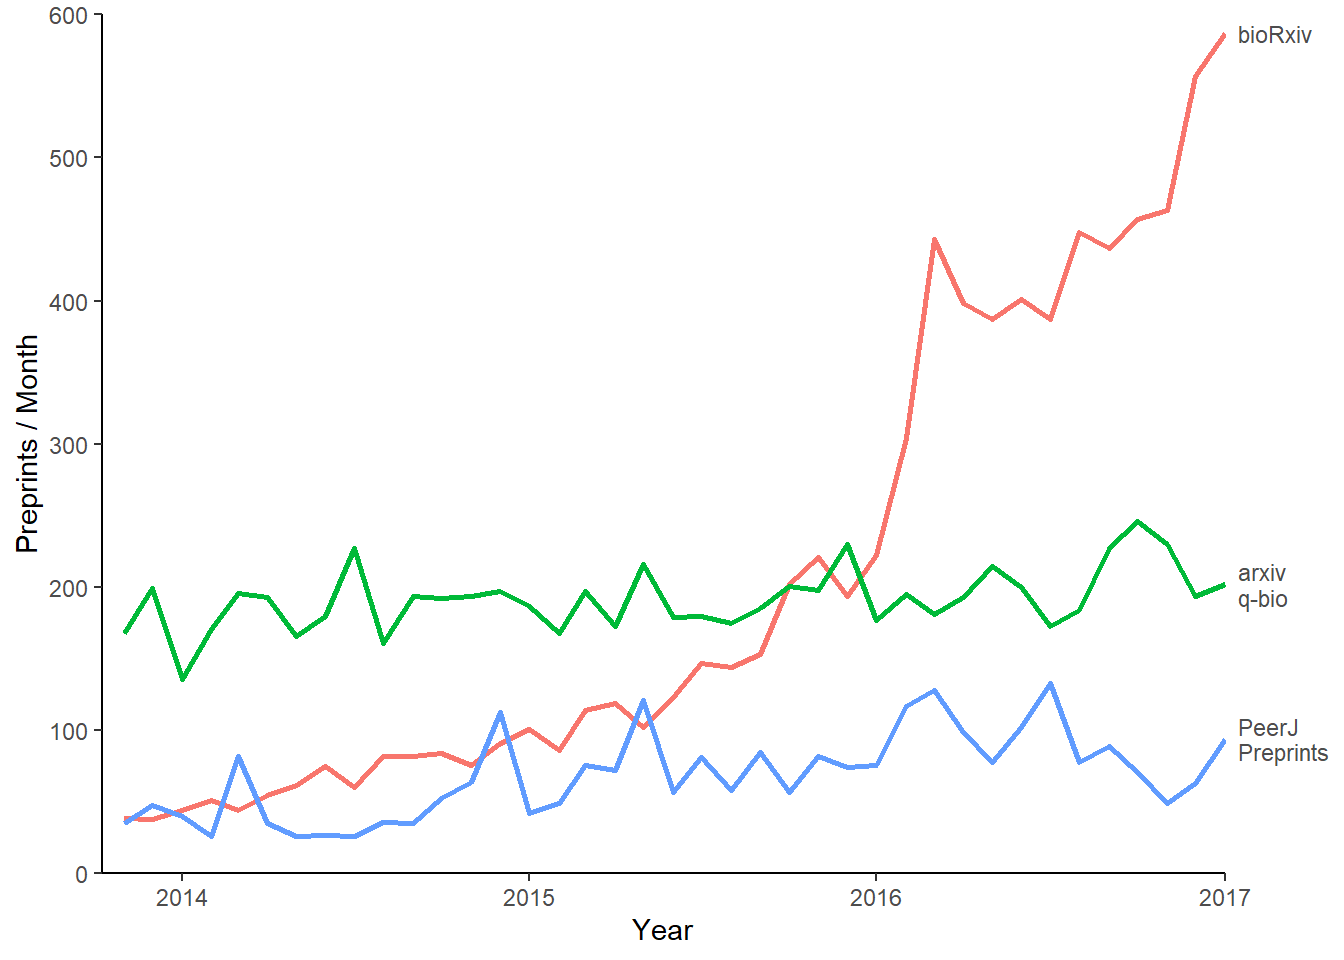 600
500
400
300
200
100
0
Preprints / Month
2014
2015
2016
2017
Year
bioRxiv
arxiv
q-bio
PeerJ
Preprints